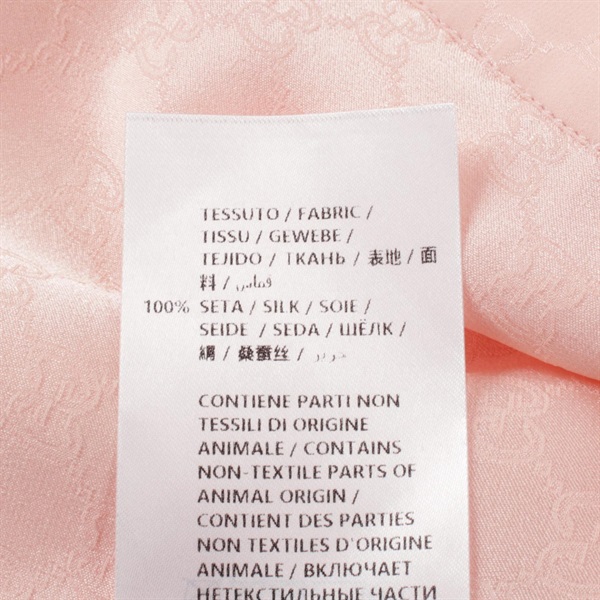 TESSUTO / FABRIC /
TISSU / GEWEBE /
TEJIDO / ТКАНЬ / 表地 / 面
料 / قماش
100% SETA / SILK / SOIE /
SEIDE / SEDA / ШЁЛК /
絹 / 桑蚕丝 / حرير
CONTIENE PARTI NON
TESSILI DI ORIGINE
ANIMALE / CONTAINS
NON-TEXTILE PARTS OF
ANIMAL ORIGIN /
CONTIENT DES PARTIES
NON TEXTILES D'ORIGINE
ANIMALE / ВКЛЮЧАЕТ
НЕТЕКСТИЛЬНЫЕ ЧАСТИ